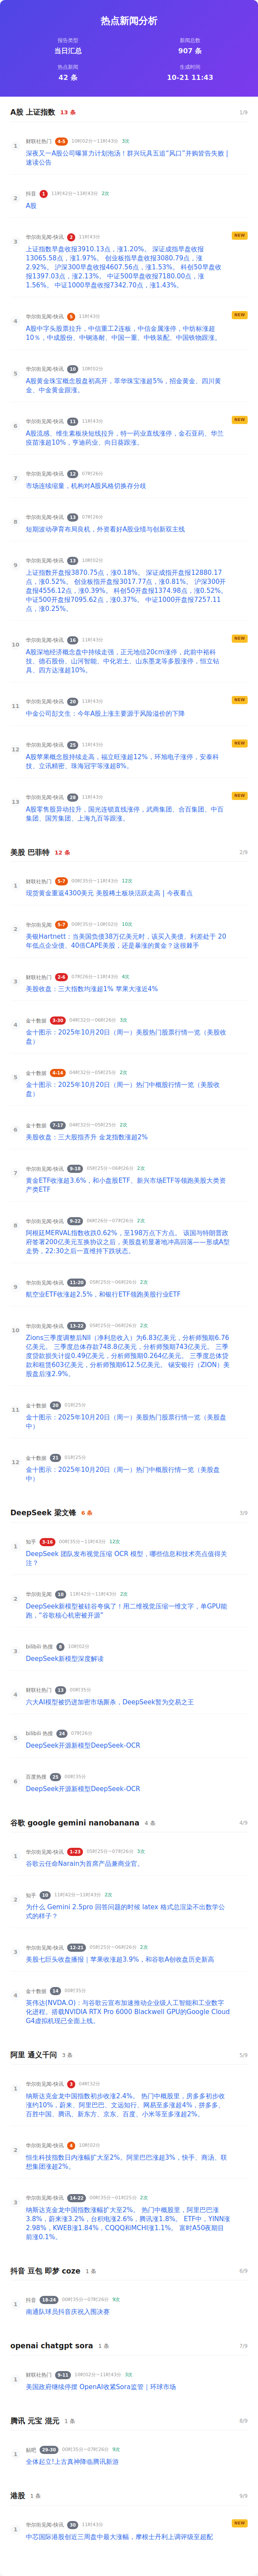 热点新闻分析
报告类型
当日汇总
新闻总数
907 条
热点新闻
42 条
生成时间
10-21 11:43
A股 上证指数 13 条 1/9
1
财联社热门 4-5 10时02分~11时43分 3次
深夜又一A股公司曝算力计划泡汤！群兴玩具五追“风口”并购皆告失败 |
速读公告
2
抖音 1 11时42分~11时43分 2次
A股
3
华尔街见闻-快讯 2 11时43分 NEW
上证指数早盘收报3910.13点，涨1.20%。 深证成指早盘收报
13065.58点，涨1.97%。 创业板指早盘收报3080.79点，涨
2.92%。 沪深300早盘收报4607.56点，涨1.53%。 科创50早盘收
报1397.03点，涨2.13%。 中证500早盘收报7180.00点，涨
1.56%。 中证1000早盘收报7342.70点，涨1.43%。
4
华尔街见闻-快讯 5 11时43分 NEW
A股中字头股票拉升，中信重工2连板，中信金属涨停，中纺标涨超
10％，中成股份、中钢洛耐、中国一重、中铁装配、中国铁物跟涨。
5
华尔街见闻-快讯 10 10时02分
A股黄金珠宝概念股盘初高开，萃华珠宝涨超5%，招金黄金、四川黄
金、中金黄金跟涨。
6
华尔街见闻-快讯 11 11时43分 NEW
A股流感、维生素板块短线拉升，特一药业直线涨停，金石亚药、华兰
疫苗涨超10%，亨迪药业、向日葵跟涨。
7
华尔街见闻-快讯 12 07时26分
市场连续缩量，机构对A股风格切换存分歧
8
华尔街见闻-快讯 13 07时26分
短期波动孕育布局良机，外资看好A股业绩与创新双主线
9
华尔街见闻-快讯 13 10时02分
上证指数开盘报3870.75点，涨0.18%。 深证成指开盘报12880.17
点，涨0.52%。 创业板指开盘报3017.77点，涨0.81%。 沪深300开
盘报4556.12点，涨0.39%。 科创50开盘报1374.98点，涨0.52%。
中证500开盘报7095.62点，涨0.37%。 中证1000开盘报7257.11
点，涨0.25%。
10
华尔街见闻-快讯 16 11时43分 NEW
A股深地经济概念盘中持续走强，正元地信20cm涨停，此前中裕科
技、德石股份、山河智能、中化岩土、山东墨龙等多股涨停，恒立钻
具、四方达涨超10%。
11
华尔街见闻-快讯 20 11时43分 NEW
中金公司彭文生：今年A股上涨主要源于风险溢价的下降
12
华尔街见闻-快讯 25 11时43分 NEW
A股苹果概念股持续走高，福立旺涨超12%，环旭电子涨停，安泰科
技、立讯精密、珠海冠宇等涨超8%。
13
华尔街见闻-快讯 28 11时43分 NEW
A股零售股异动拉升，国光连锁直线涨停，武商集团、合百集团、中百
集团、国芳集团、上海九百等跟涨。
美股 巴菲特 12 条 2/9
1
财联社热门 5-7 00时35分~11时43分 12次
现货黄金重返4300美元 美股稀土板块活跃走高 | 今夜看点
2
华尔街见闻 5-7 00时35分~10时02分 10次
美银Hartnett：当美国负债38万亿美元时，该买入美债、利差处于 20
年低点企业债、40倍CAPE美股，还是暴涨的黄金？这很棘手
3
财联社热门 2-6 07时26分~11时43分 4次
美股收盘：三大指数均涨超1% 苹果大涨近4%
4
金十数据 3-30 04时32分~06时26分 3次
金十图示：2025年10月20日（周一）美股热门股票行情一览（美股收
盘）
5
金十数据 4-14 04时32分~05时25分 2次
金十图示：2025年10月20日（周一）热门中概股行情一览（美股收
盘）
6
金十数据 7-17 04时32分~05时25分 2次
美股收盘：三大股指齐升 金龙指数涨超2%
7
华尔街见闻-快讯 9-18 05时25分~06时26分 2次
黄金ETF收涨超3.6%，和小盘股ETF、新兴市场ETF等领跑美股大类资
产类ETF
8
华尔街见闻-快讯 9-22 06时26分~07时26分 2次
阿根廷MERVAL指数收跌0.62%，至198万点下方点。 该国与特朗普政
府签署200亿美元互换协议之后，美股盘初显著地冲高回落——形成A型
走势，22:30之后一直维持下跌状态。
9
华尔街见闻-快讯 11-20 05时25分~06时26分 2次
航空业ETF收涨超2.5%，和银行ETF领跑美股行业ETF
10
华尔街见闻-快讯 13-22 05时25分~06时26分 2次
Zions三季度调整后NII（净利息收入）为6.83亿美元，分析师预期6.76
亿美元。 三季度总体存款748.8亿美元，分析师预期743亿美元。 三季
度贷款损失计提0.49亿美元，分析师预期0.264亿美元。 三季度总体贷
款和租赁603亿美元，分析师预期612.5亿美元。 锡安银行（ZION）美
股盘后涨2.9%。
11
金十数据 20 01时25分
金十图示：2025年10月20日（周一）美股热门股票行情一览（美股盘
中）
12
金十数据 21 01时25分
金十图示：2025年10月20日（周一）热门中概股行情一览（美股盘
中）
DeepSeek 梁文锋 6 条 3/9
1
知乎 3-16 00时35分~11时43分 12次
DeepSeek 团队发布视觉压缩 OCR 模型，哪些信息和技术亮点值得关
注？
2
华尔街见闻 10 11时42分~11时43分 2次
DeepSeek新模型被硅谷夸疯了！用二维视觉压缩一维文字，单GPU能
跑，“谷歌核心机密被开源”
3
bilibili 热搜 8 10时02分
DeepSeek新模型深度解读
4
财联社热门 13 00时35分
六大AI模型被扔进加密市场厮杀，DeepSeek暂为交易之王
5
bilibili 热搜 24 07时26分
DeepSeek开源新模型DeepSeek-OCR
6
百度热搜 25 00时35分
DeepSeek开源新模型DeepSeek-OCR
谷歌 google gemini nanobanana 4 条 4/9
1
华尔街见闻-快讯 1-23 05时25分~07时26分 3次
谷歌云任命Narain为首席产品兼商业官。
2
知乎 10 11时42分~11时43分 2次
为什么 Gemini 2.5pro 回答问题的时候 latex 格式总渲染不出数学公
式的样子？
3
华尔街见闻-快讯 12-21 05时25分~06时26分 2次
美股七巨头收盘播报｜苹果收涨超3.9%，和谷歌A创收盘历史新高
4
金十数据 14 00时35分
英伟达(NVDA.O)：与谷歌云宣布加速推动企业级人工智能和工业数字
化进程。搭载NVIDIA RTX Pro 6000 Blackwell GPU的Google Cloud
G4虚拟机现已全面上线。
阿里 通义千问 3 条 5/9
1
华尔街见闻-快讯 3 04时32分
纳斯达克金龙中国指数初步收涨2.4%。 热门中概股里，房多多初步收
涨约10%，蔚来、阿里巴巴、文远知行、网易至多涨超4%，拼多多、
百胜中国、腾讯、新东方、京东、百度、小米等至多涨超2%。
2
华尔街见闻-快讯 4 10时02分
恒生科技指数日内涨幅扩大至2%。阿里巴巴涨超3%，快手、商汤、联
想集团涨超2%。
3
华尔街见闻-快讯 14-22 00时35分~01时25分 2次
纳斯达克金龙中国指数涨幅扩大至2%。 热门中概股里，阿里巴巴涨
3.8%，蔚来涨3.2%，台积电涨2.6%，腾讯涨1.8%。 ETF中，YINN涨
2.98%，KWEB涨1.84%，CQQQ和MCHI涨1.1%。 富时A50夜期目
前涨0.1%。
抖音 豆包 即梦 coze 1 条 6/9
1
抖音 18-24 00时35分~07时26分 9次
南通队球员抖音庆祝入围决赛
openai chatgpt sora 1 条 7/9
1
财联社热门 9-11 10时02分~11时43分 3次
美国政府继续停摆 OpenAI收紧Sora监管｜环球市场
腾讯 元宝 混元 1 条 8/9
1
贴吧 29-30 00时35分~07时26分 9次
全体起立!上古真神降临腾讯新游
港股 1 条 9/9
1
华尔街见闻-快讯 30 11时43分 NEW
中芯国际港股创近三周盘中最大涨幅，摩根士丹利上调评级至超配